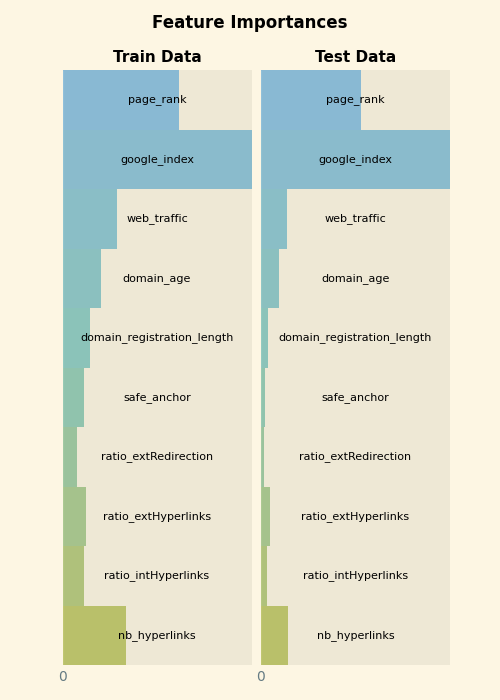 Feature Importances
Train Data
Test Data
page_rank
page_rank
google_index
google_index
web_traffic
web_traffic
domain_age
domain_age
domain_registration_length
domain_registration_length
safe_anchor
safe_anchor
ratio_extRedirection
ratio_extRedirection
ratio_extHyperlinks
ratio_extHyperlinks
ratio_intHyperlinks
ratio_intHyperlinks
nb_hyperlinks
nb_hyperlinks
0
0